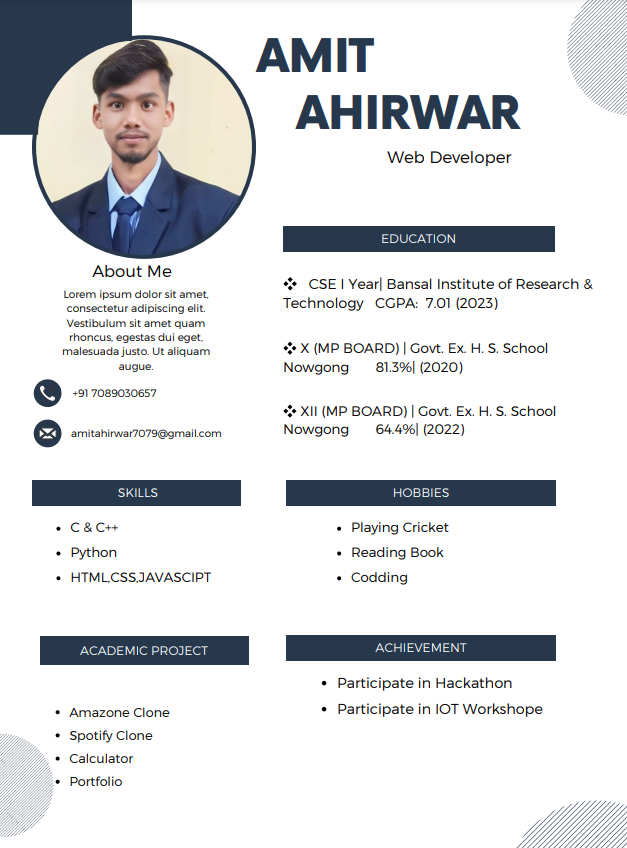 AMIT
AHIRWAR
Web Developer
About Me
Lorem ipsum dolor sit amet,
consectetur adipiscing elit.
Vestibulum sit amet quam
rhoncus, egestas dui eget,
malesuada justo. Ut aliquam
augue.
+91 7089030657
amitahirwar7079@gmail.com
EDUCATION
❖ CSE I Year| Bansal Institute of Research &
Technology CGPA: 7.01 (2023)
❖ X (MP BOARD) | Govt. Ex. H. S. School
Nowgong 81.3%| (2020)
❖ XII (MP BOARD) | Govt. Ex. H. S. School
Nowgong 64.4%| (2022)
SKILLS
• C & C++
• Python
• HTML,CSS,JAVASCIPT
HOBBIES
• Playing Cricket
• Reading Book
• Codding
ACADEMIC PROJECT
• Amazone Clone
• Spotify Clone
• Calculator
• Portfolio
ACHIEVEMENT
• Participate in Hackathon
• Participate in IOT Workshope